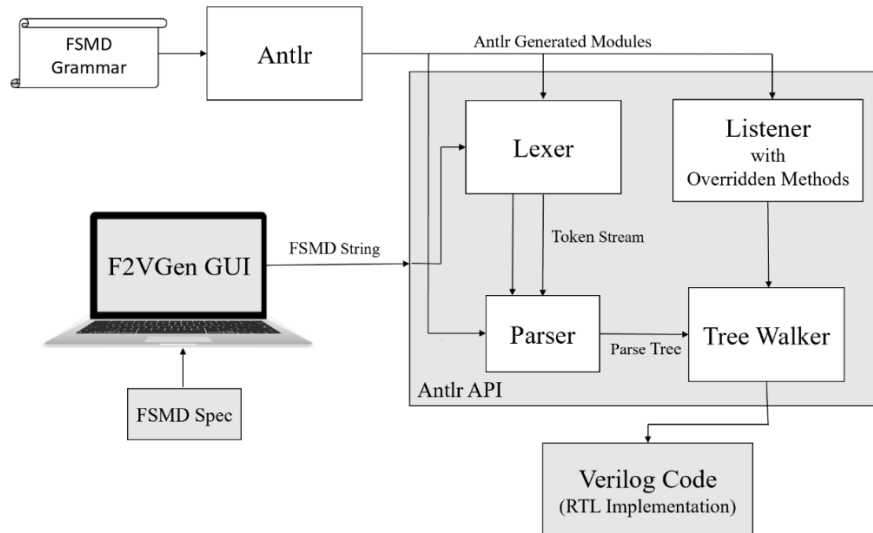 FSMD
Grammar
Antlr
Antlr Generated Modules
Lexer
Listener
with
Overridden Methods
F2VGen GUI
FSMD String
Token Stream
Parser
Parse Tree
Tree Walker
Antlr API
FSMD Spec
Verilog Code
(RTL Implementation)